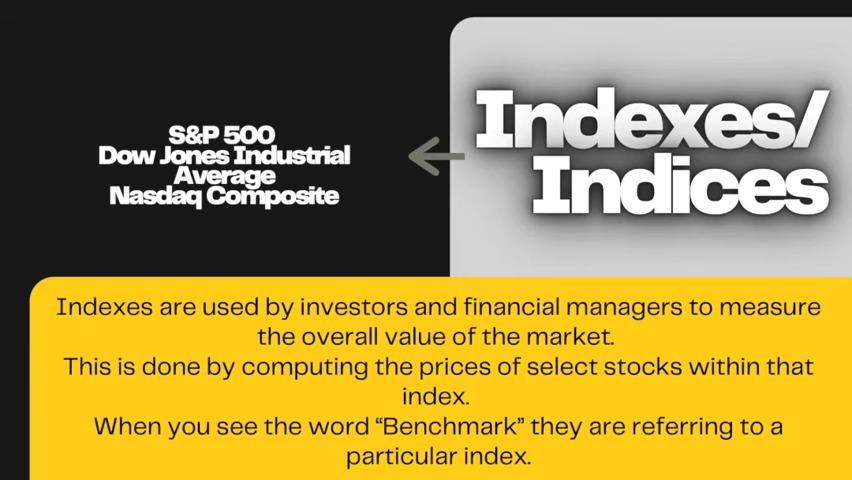 Indexes/
Indices
S&P 500
Dow Jones Industrial
Average
Nasdaq Composite
Indexes are used by investors and financial managers to measure
the overall value of the market.
This is done by computing the prices of select stocks within that
index.
When you see the word “Benchmark” they are referring to a
particular index.